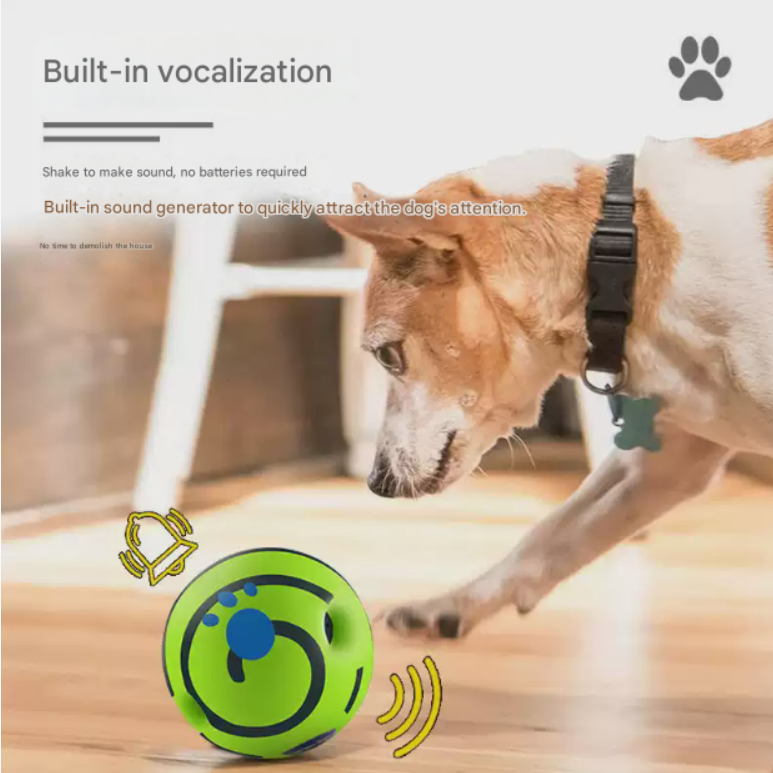 Built-in vocalization
Shake to make sound, no batteries required
Built-in sound generator to quickly attract the dog's attention.
No time to demolish the house